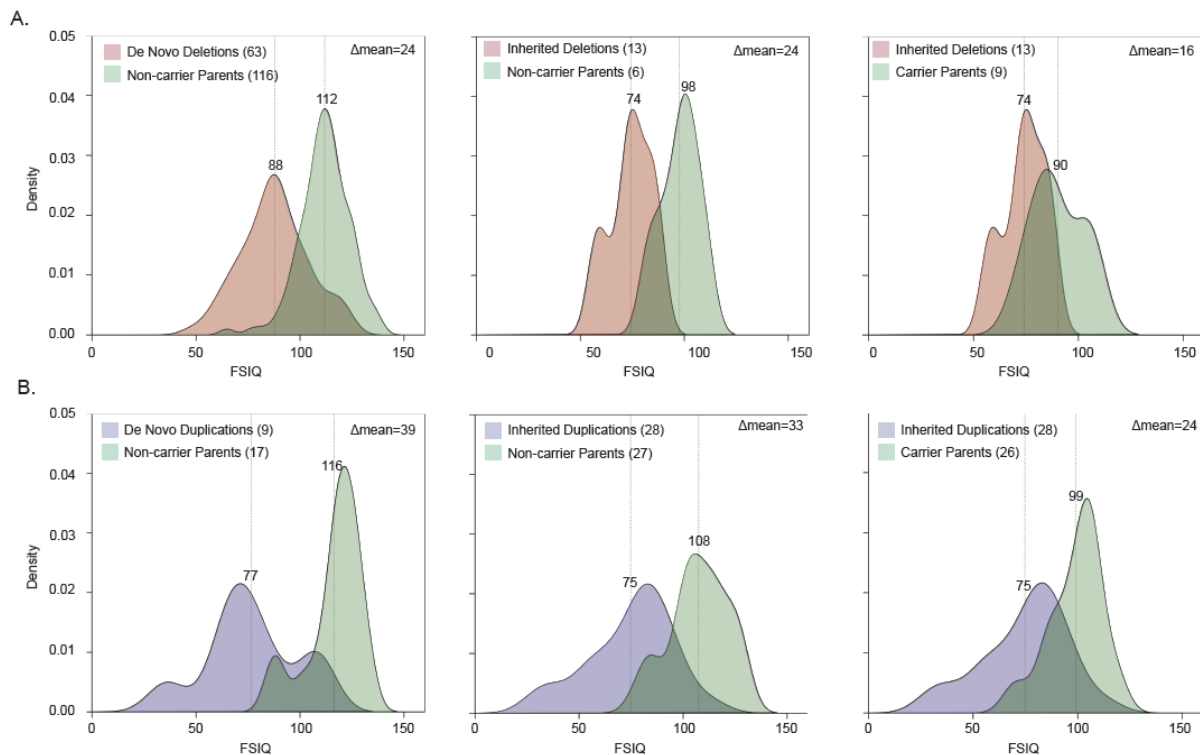 A.
De Novo Deletions (63)
Non-carrier Parents (116)
Δmean=24
112
88
0.05
0.04
0.03
0.02
0.01
0.00
Density
0
50
100
150
FSIQ
Inherited Deletions (13)
Non-carrier Parents (6)
Δmean=24
74
98
0
50
100
150
FSIQ
Inherited Deletions (13)
Carrier Parents (9)
Δmean=16
74
90
0
50
100
150
FSIQ
B.
De Novo Duplications (9)
Non-carrier Parents (17)
Δmean=39
116
77
0.05
0.04
0.03
0.02
0.01
0.00
Density
0
50
100
150
FSIQ
Inherited Duplications (28)
Non-carrier Parents (27)
Δmean=33
75
108
0
50
100
150
FSIQ
Inherited Duplications (28)
Carrier Parents (26)
Δmean=24
99
75
0
50
100
150
FSIQ